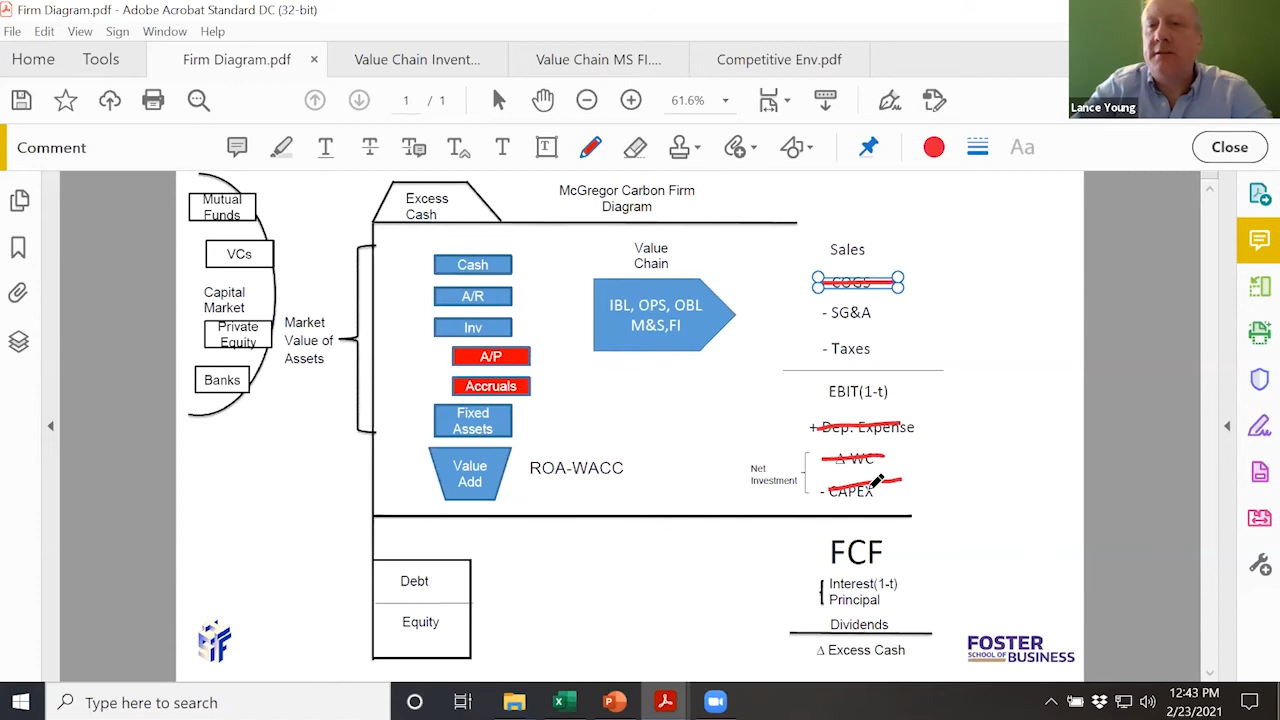 Firm Diagram.pdf - Adobe Acrobat Standard DC (32-bit)
File Edit View Sign Window Help
Home Tools Firm Diagram.pdf × Value Chain Invent... Value Chain MS FI.... Competitive Env.pdf
1 / 1 61.6%
Lance Young
Comment
Aa
Close
Mutual
Funds
VCs
Capital
Market
Private
Equity
Banks
Market
Value of
Assets
Excess
Cash
McGregor Carbon Firm
Diagram
Cash
A/R
Inv
A/P
Accruals
Fixed
Assets
Value
Add
ROA-WACC
Value
Chain
IBL, OPS, OBL
M&S,FI
Sales
COGS
- SG&A
- Taxes
EBIT(1-t)
+ Dep. Expense
Δ WC
- CAPEX
Net
Investment
Debt
Equity
FCF
Interest(1-t)
Principal
Dividends
Δ Excess Cash
FOSTER
SCHOOL OF BUSINESS
Type here to search
12:43 PM
2/23/2021